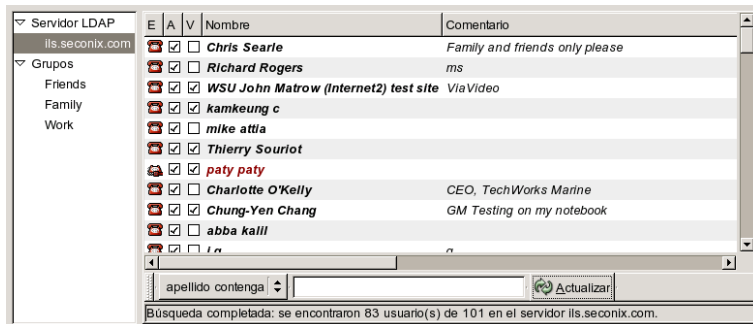 Servidor LDAP
ils.seconix.com
Grupos
Friends
Family
Work
E A V Nombre Comentario
Chris Searle Family and friends only please
Richard Rogers ms
WSU John Matrow (Internet2) test site ViaVideo
kamkeung c
mike attia
Thierry Souriot
paty paty
Charlotte O'Kelly CEO, TechWorks Marine
Chung-Yen Chang GM Testing on my notebook
abba kalil
apellido contenga Actualizar
Búsqueda completada: se encontraron 83 usuario(s) de 101 en el servidor ils.seconix.com.